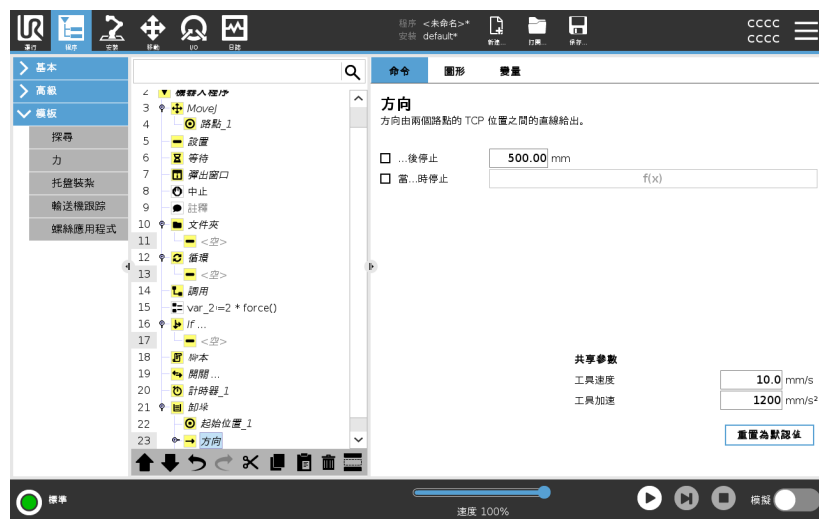 程序 <未命名>*
安裝 default*
CCCC
CCCC
運行 程序 安裝 移動 I/O 日誌
新建... 打開... 保存...
基本
高級
模板
探尋
力
托盤裝紮
輸送機跟踪
螺絲應用程式
2 機器人程序
3 MoveJ
4 路點_1
5 設置
6 等待
7 彈出窗口
8 中止
9 註釋
10 文件夾
11 <空>
12 循環
13 <空>
14 調用
15 var_2:=2 * force()
16 If ...
17 <空>
18 腳本
19 開關 ...
20 計時器_1
21 卸垛
22 起始位置_1
23 方向
命令 圖形 變量
方向
方向由兩個路點的 TCP 位置之間的直線給出。
...後停止 500.00 mm
當...時停止 f(x)
共享參數
工具速度 10.0 mm/s
工具加速 1200 mm/s²
重置為默認值
標準
速度 100%
模擬